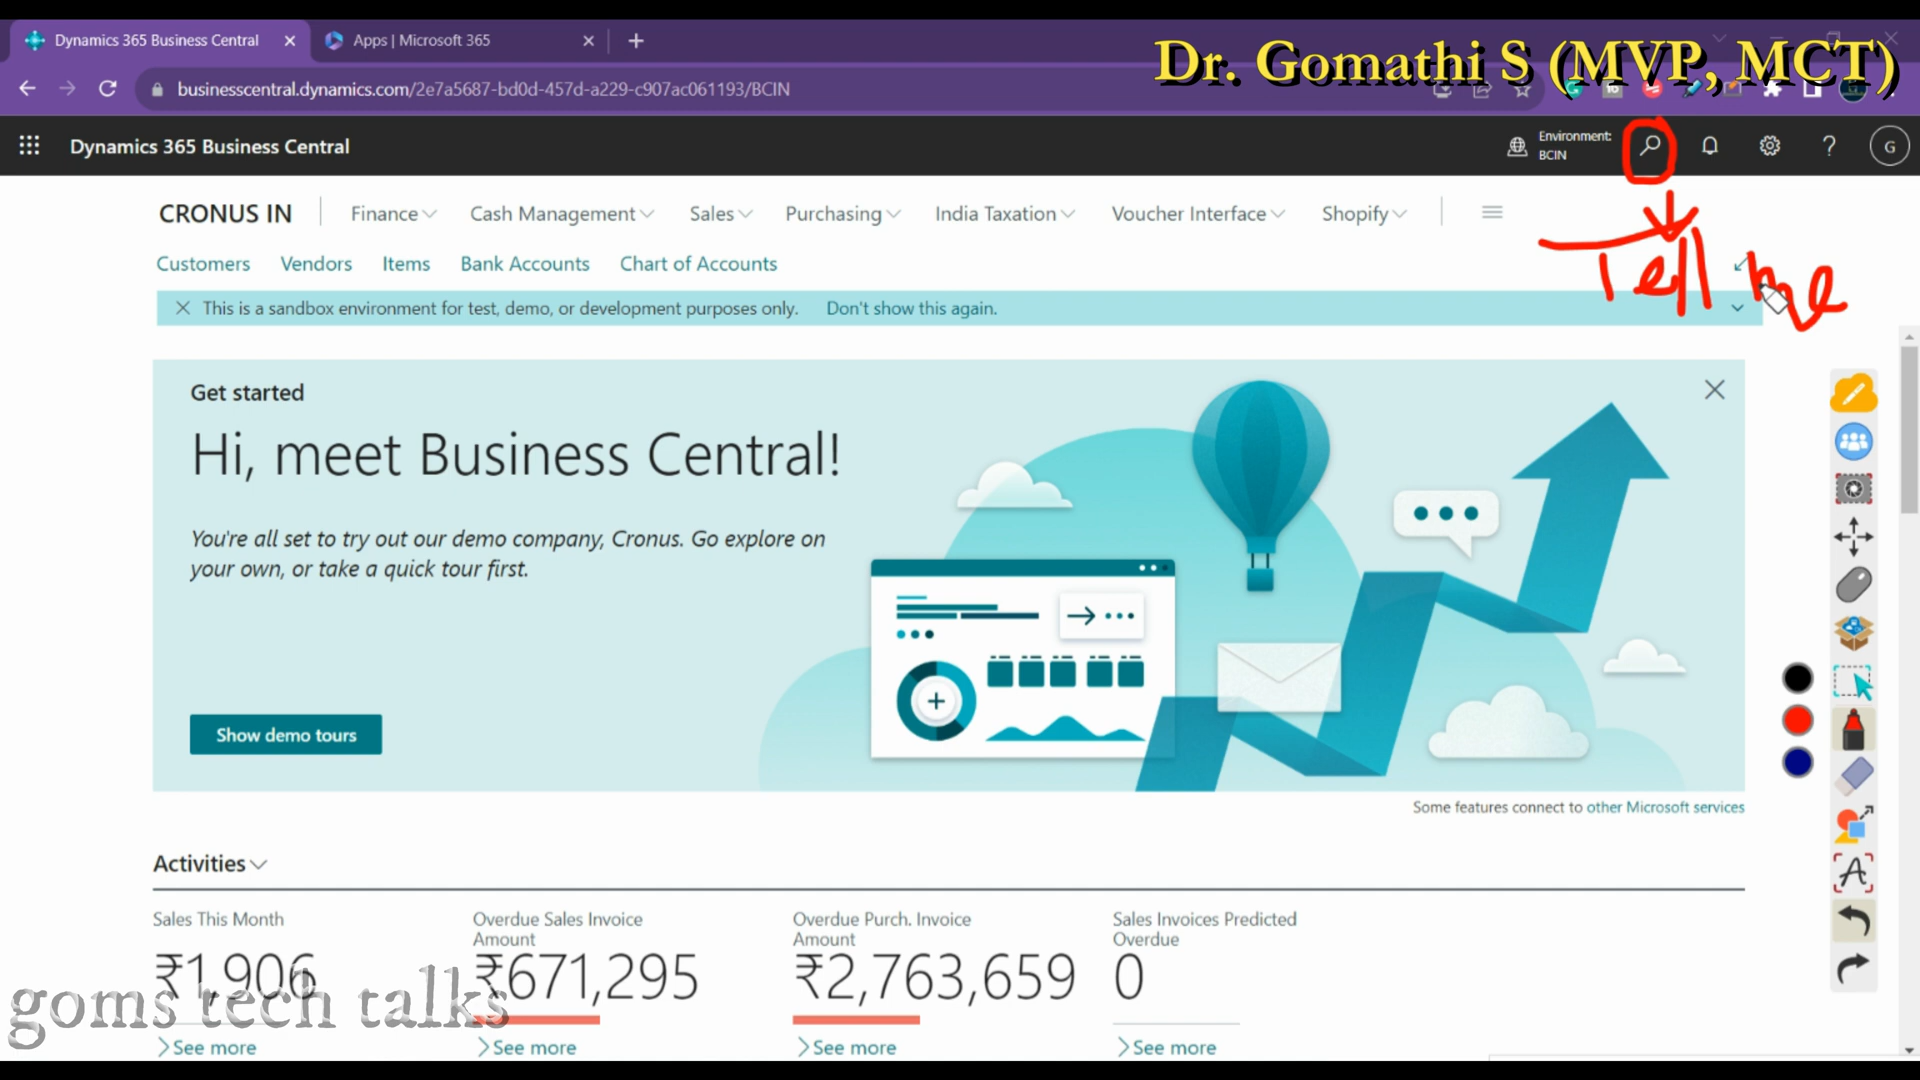 Dynamics 365 Business Central
Apps | Microsoft 365
Dr. Gomathi S (MVP, MCT)
businesscentral.dynamics.com/2e7a5687-bd0d-457d-a229-c907ac061193/BCIN
Dynamics 365 Business Central
Environment:
BCIN
?
G
CRONUS IN
Finance
Cash Management
Sales
Purchasing
India Taxation
Voucher Interface
Shopify
Tell me
Customers
Vendors
Items
Bank Accounts
Chart of Accounts
This is a sandbox environment for test, demo, or development purposes only.
Don't show this again.
Get started
Hi, meet Business Central!
You're all set to try out our demo company, Cronus. Go explore on
your own, or take a quick tour first.
Show demo tours
Some features connect to other Microsoft services
Activities
Sales This Month
₹1,906
See more
Overdue Sales Invoice
Amount
₹671,295
See more
Overdue Purch. Invoice
Amount
₹2,763,659
See more
Sales Invoices Predicted
Overdue
0
See more
goms tech talks
A